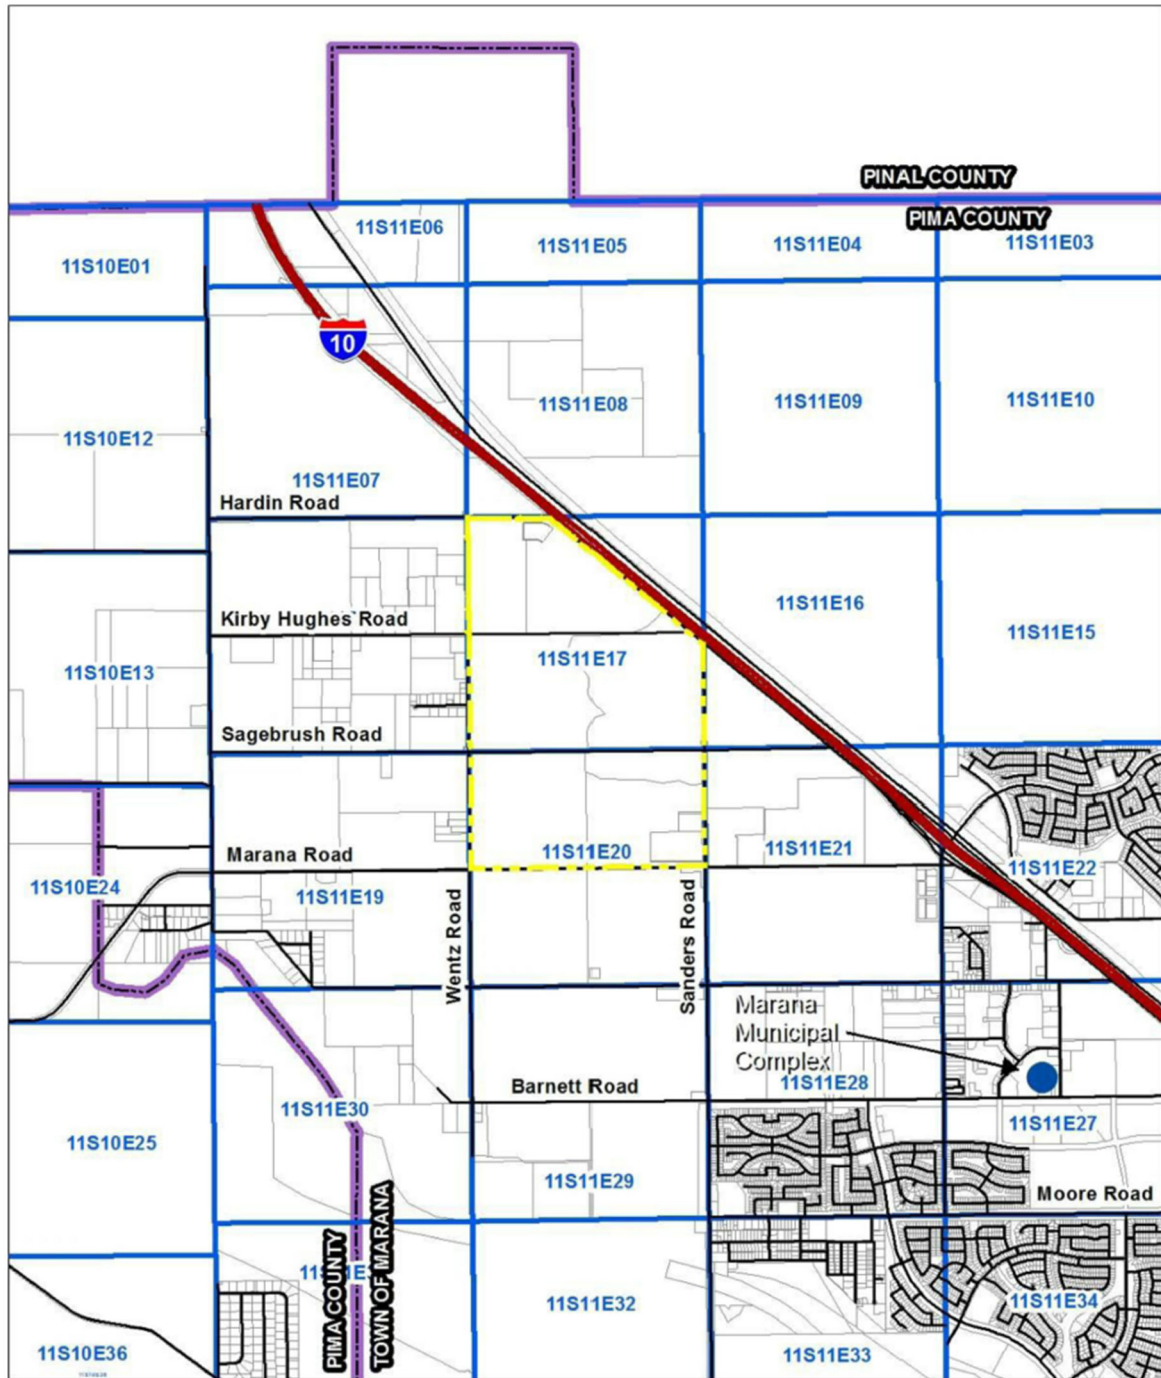 PINAL COUNTY
PIMA COUNTY
11S11E06
11S11E05
11S11E04
11S11E03
11S10E01
10
11S11E08
11S11E09
11S11E10
11S10E12
11S11E07
Hardin Road
11S11E16
Kirby Hughes Road
11S11E15
11S11E17
11S10E13
Sagebrush Road
Marana Road
11S11E20
11S11E21
11S11E22
11S10E24
11S11E19
Wentz Road
Sanders Road
Marana
Municipal
Complex
11S11E28
Barnett Road
11S11E30
11S11E27
11S10E25
11S11E29
Moore Road
PIMA COUNTY
TOWN OF MARANA
11S11E32
11S11E34
11S10E36
11S11E33